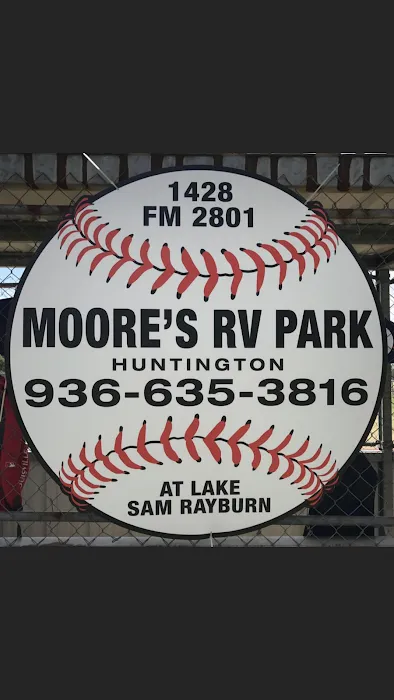 1428
FM 2801
MOORE'S RV PARK
HUNTINGTON
936-635-3816
AT LAKE
SAM RAYBURN